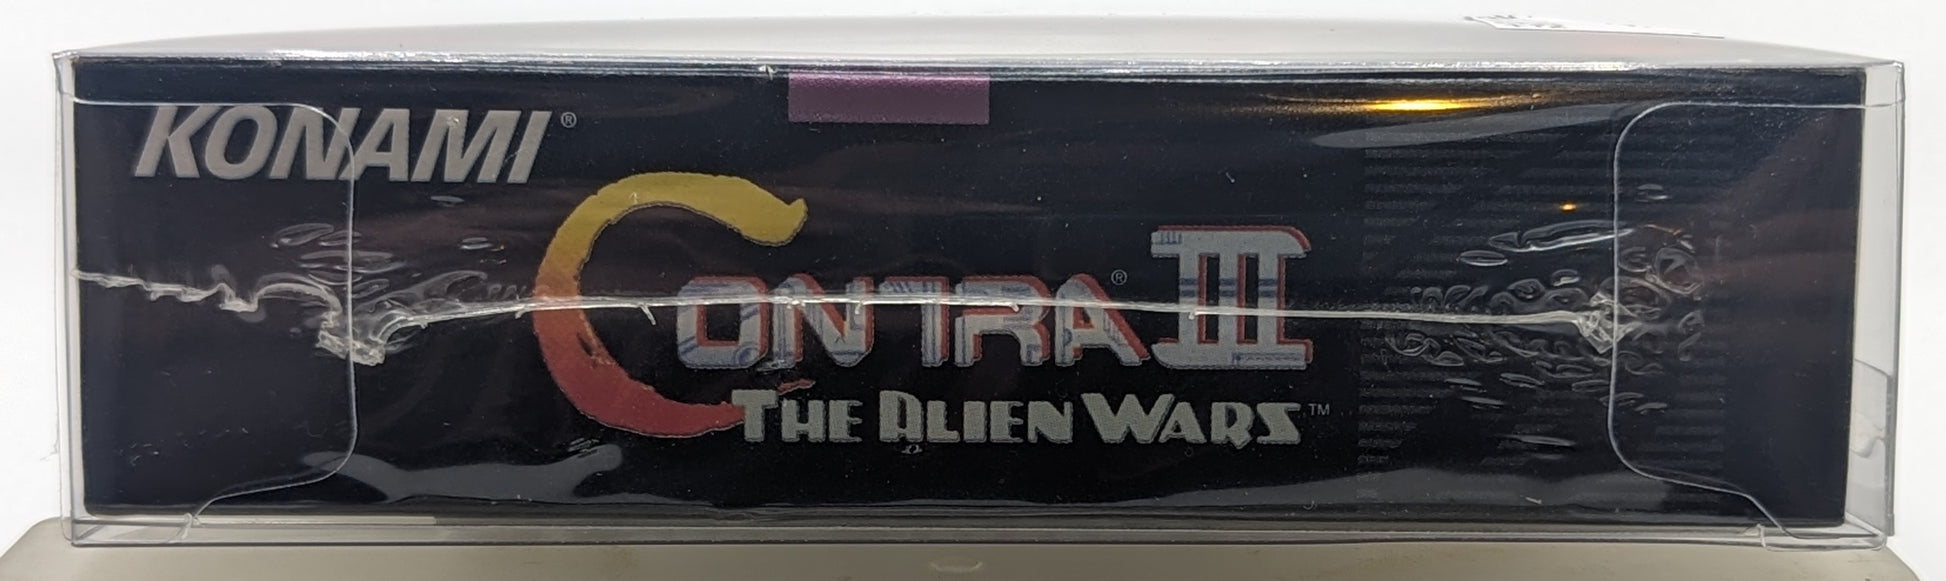 KONAMI®
CONTRA® III
THE ALIEN WARS™